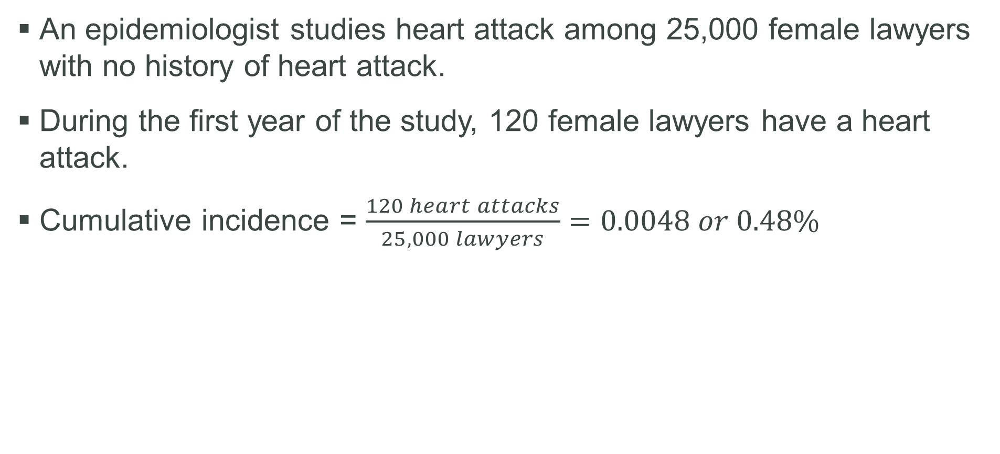 ▪ An epidemiologist studies heart attack among 25,000 female lawyers
with no history of heart attack.
▪ During the first year of the study, 120 female lawyers have a heart
attack.
▪ Cumulative incidence = 120 heart attacks / 25,000 lawyers = 0.0048 or 0.48%